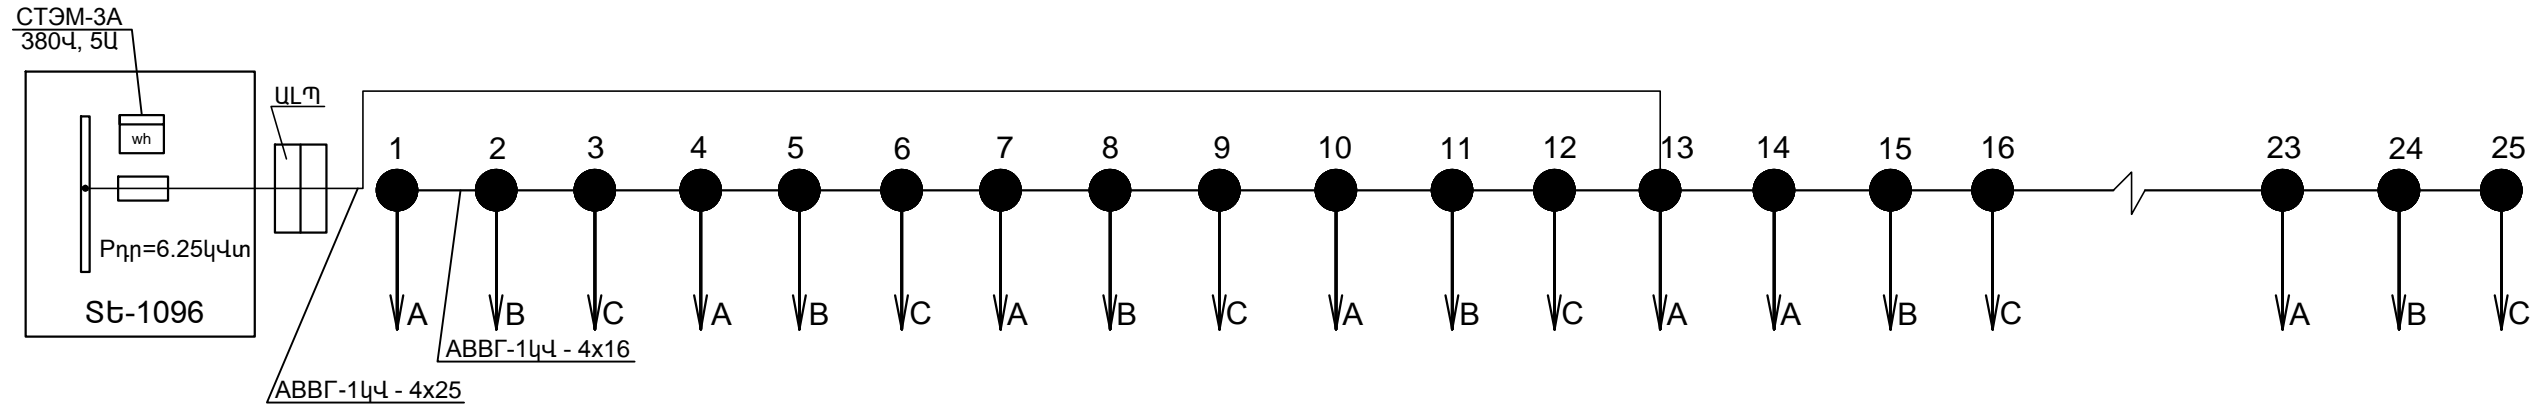 СТЭМ-3А
380Վ, 5Ա
ԱԼՊ
wh
1 2 3 4 5 6 7 8 9 10 11 12 13 14 15 16 23 24 25
Pդր=6.25կՎտ
ՏԵ-1096
A B C A B C A B C A B C A A B C A B C
АВВГ-1կՎ - 4x16
АВВГ-1կՎ - 4x25